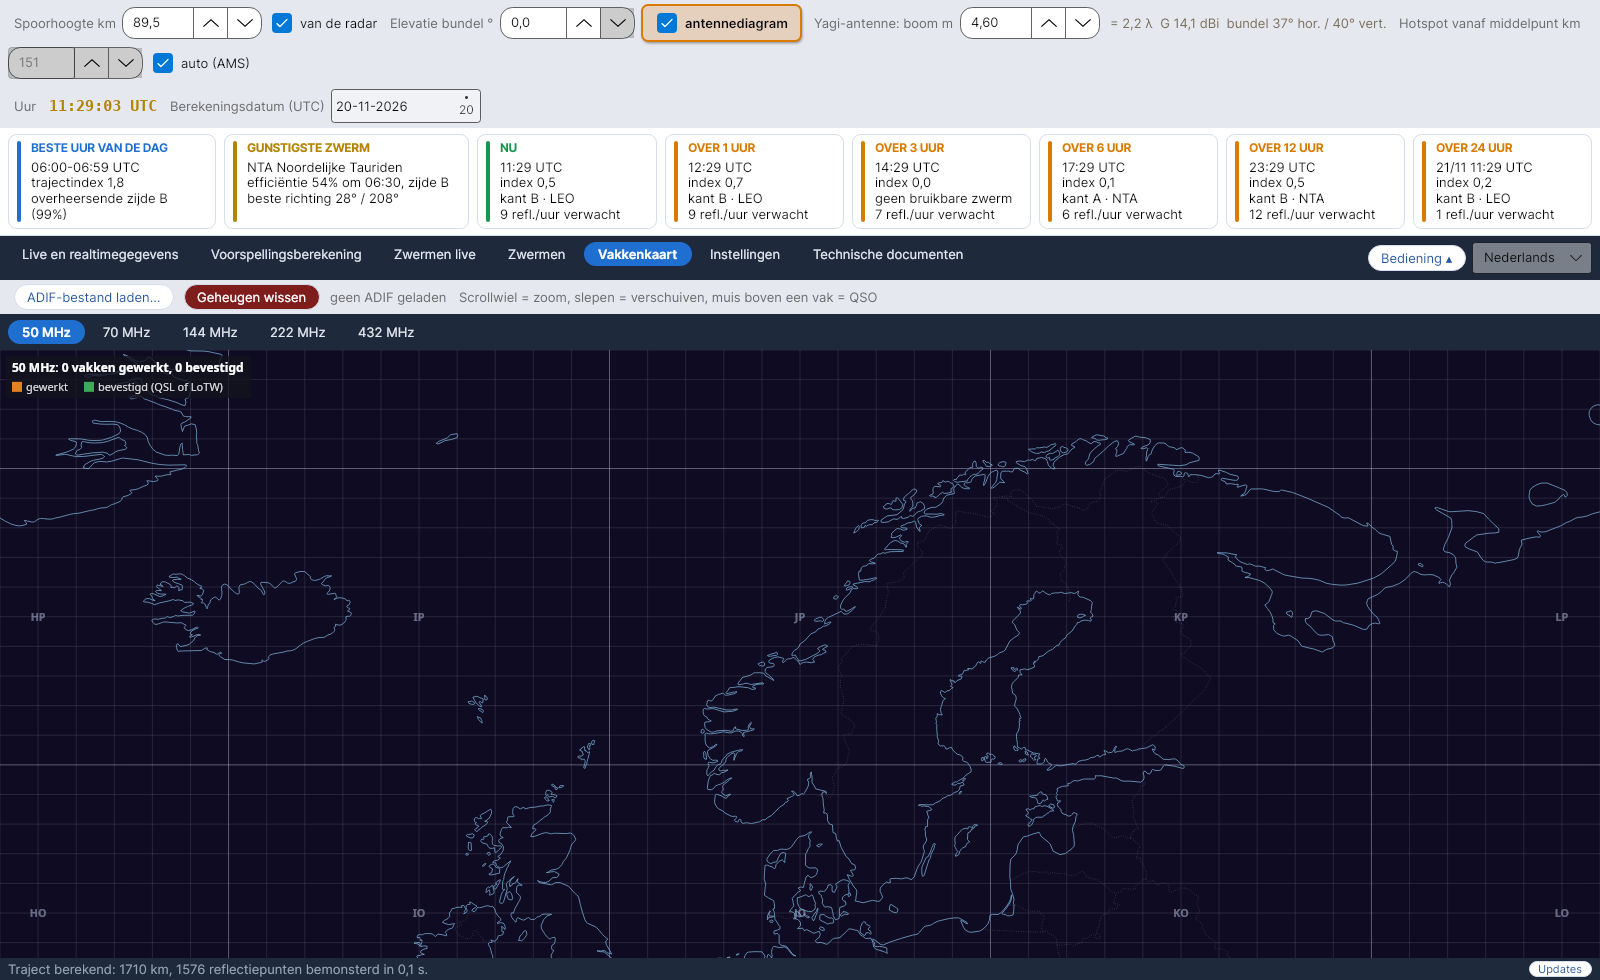 Spoorhoogte km 89,5 van de radar Elevatie bundel ° 0,0 antennediagram Yagi-antenne: boom m 4,60 = 2,2 λ G 14,1 dBi bundel 37° hor. / 40° vert. Hotspot vanaf middelpunt km
151 auto (AMS)
Uur 11:29:03 UTC Berekeningsdatum (UTC) 20-11-2026 20
BESTE UUR VAN DE DAG
06:00-06:59 UTC
trajectindex 1,8
overheersende zijde B
(99%)
GUNSTIGSTE ZWERM
NTA Noordelijke Tauriden
efficiëntie 54% om 06:30, zijde B
beste richting 28° / 208°
NU
11:29 UTC
index 0,5
kant B · LEO
9 refl./uur verwacht
OVER 1 UUR
12:29 UTC
index 0,7
kant B · LEO
9 refl./uur verwacht
OVER 3 UUR
14:29 UTC
index 0,0
geen bruikbare zwerm
7 refl./uur verwacht
OVER 6 UUR
17:29 UTC
index 0,1
kant A · NTA
6 refl./uur verwacht
OVER 12 UUR
23:29 UTC
index 0,5
kant B · NTA
12 refl./uur verwacht
OVER 24 UUR
21/11 11:29 UTC
index 0,2
kant B · LEO
1 refl./uur verwacht
Live en realtimegegevens Voorspellingsberekening Zwermen live Zwermen Vakkenkaart Instellingen Technische documenten Bediening ▴ Nederlands
ADIF-bestand laden... Geheugen wissen geen ADIF geladen Scrollwiel = zoom, slepen = verschuiven, muis boven een vak = QSO
50 MHz 70 MHz 144 MHz 222 MHz 432 MHz
50 MHz: 0 vakken gewerkt, 0 bevestigd
gewerkt bevestigd (QSL of LoTW)
HP IP JP KP LP
HO IO JO KO LO
Traject berekend: 1710 km, 1576 reflectiepunten bemonsterd in 0,1 s. Updates